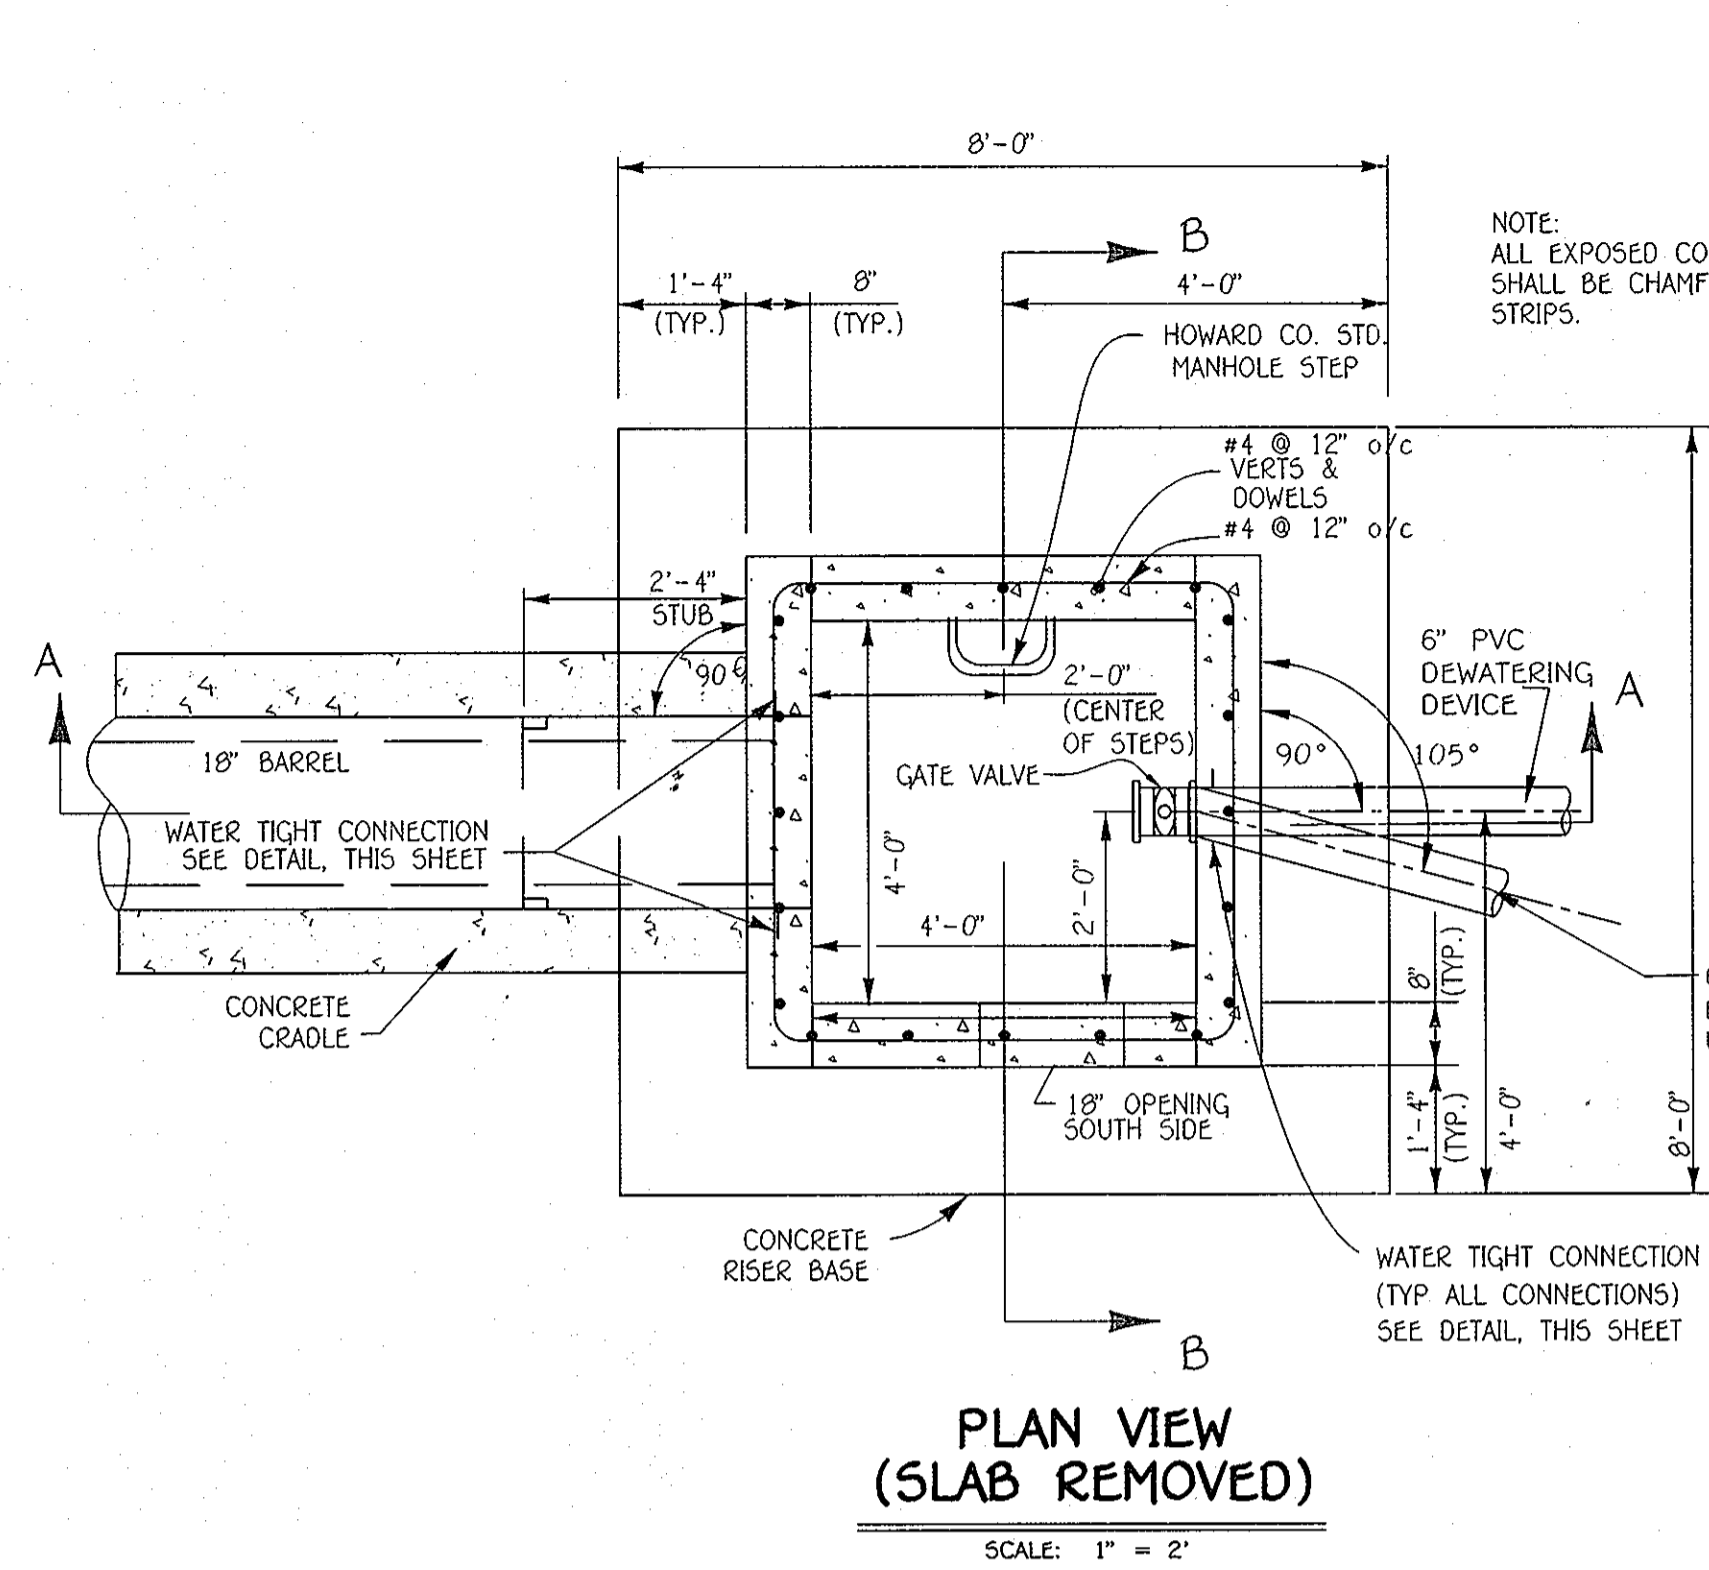 8'-0"
B
NOTE:
ALL EXPOSED CO
SHALL BE CHAMF
STRIPS.
1'-4"
(TYP.)
8"
(TYP.)
4'-0"
HOWARD CO. STD.
MANHOLE STEP
#4 @ 12" o/c
VERTS &
DOWELS
#4 @ 12" o/c
2'-4"
STUB
90°
A
18" BARREL
WATER TIGHT CONNECTION
SEE DETAIL, THIS SHEET
CONCRETE
CRADLE
2'-0"
(CENTER
OF STEPS)
GATE VALVE
4'-0"
4'-0"
2'-0"
6" PVC
DEWATERING
DEVICE
A
90°
105°
8"
(TYP.)
1'-4"
(TYP.)
4'-0"
8'-0"
18" OPENING
SOUTH SIDE
CONCRETE
RISER BASE
WATER TIGHT CONNECTION
(TYP. ALL CONNECTIONS)
SEE DETAIL, THIS SHEET
B
PLAN VIEW
(SLAB REMOVED)
SCALE: 1" = 2'